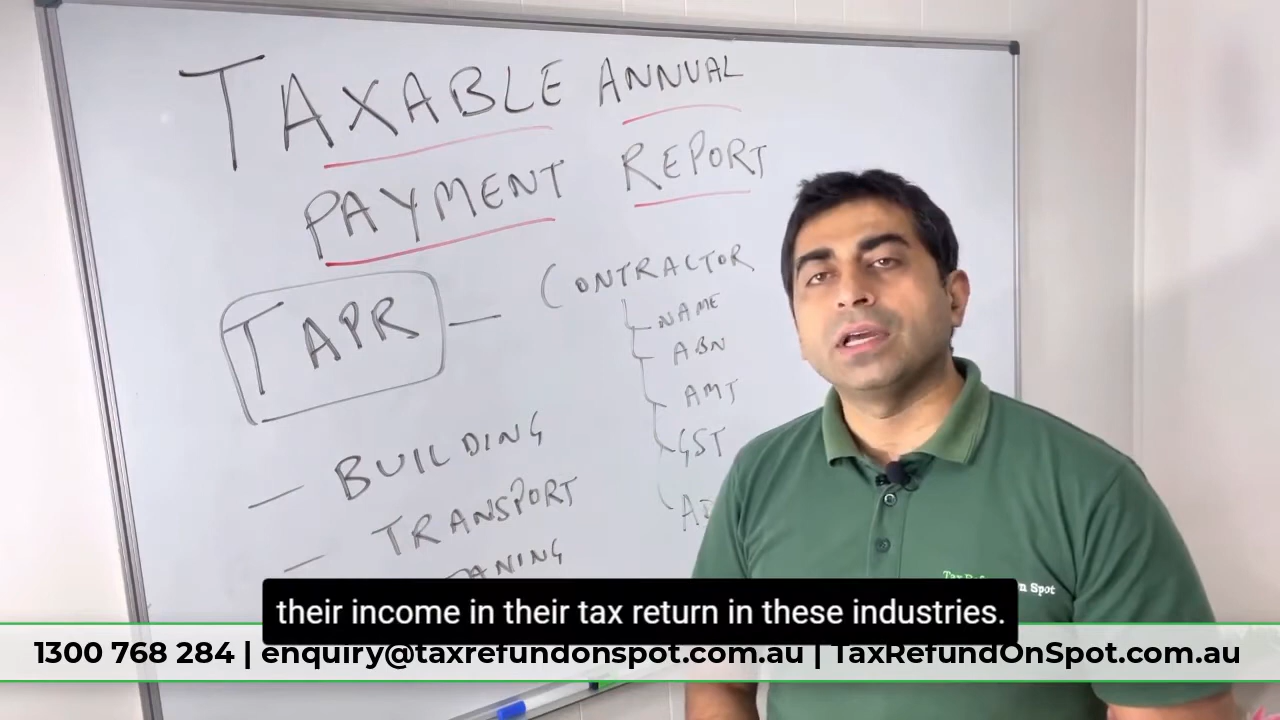 TAXABLE ANNUAL
PAYMENT REPORT
TAPR — CONTRACTOR
NAME
ABN
AMT
GST
— BUILDING
— TRANSPORT
n Spot
their income in their tax return in these industries.
1300 768 284 | enquiry@taxrefundonspot.com.au | TaxRefundOnSpot.com.au